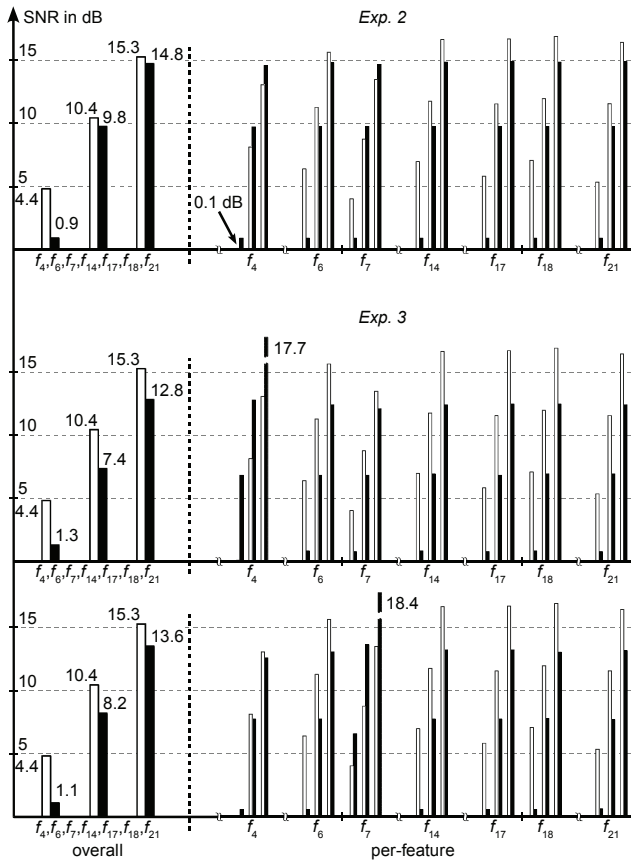 SNR in dB
Exp. 2
15
10
5
4.4
0.9
10.4
9.8
15.3
14.8
0.1 dB
f4,f6,f7,f14,f17,f18,f21
f4 f6 f7 f14 f17 f18 f21
Exp. 3
15
10
5
4.4
1.3
10.4
7.4
15.3
12.8
17.7
f4,f6,f7,f14,f17,f18,f21
f4 f6 f7 f14 f17 f18 f21
15
10
5
4.4
1.1
10.4
8.2
15.3
13.6
18.4
f4,f6,f7,f14,f17,f18,f21
f4 f6 f7 f14 f17 f18 f21
overall per-feature